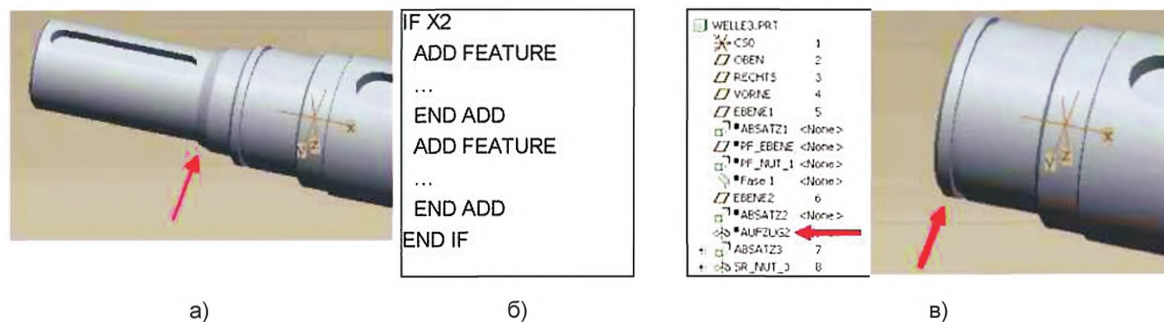 IF X2
ADD FEATURE
...
END ADD
ADD FEATURE
...
END ADD
END IF
WELLE3.PRT
CS0 1
OBEN 2
RECHTS 3
VORNE 4
EBENE1 5
ABSATZ1 <None>
PF_EBENE <None>
PF_NUT_1 <None>
Fase 1 <None>
EBENE2 6
ABSATZ2 <None>
AUFZUG2
ABSATZ3 7
SR_NUT_3 8
X
Y
Z
X
Y
Z
а)
б)
в)